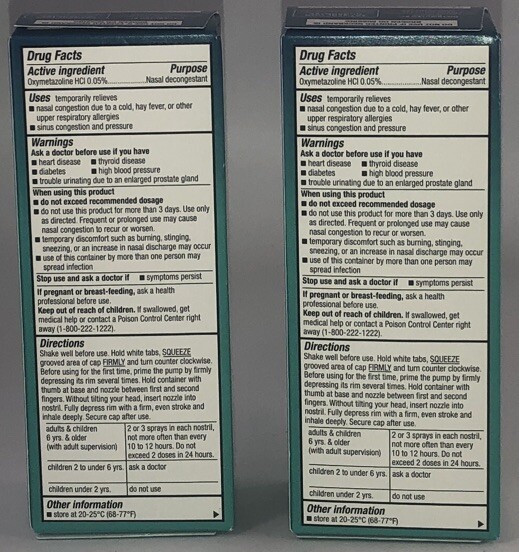 Drug Facts
Active ingredient Purpose
Oxymetazoline HCl 0.05%..................Nasal decongestant
Uses temporarily relieves
■ nasal congestion due to a cold, hay fever, or other
upper respiratory allergies
■ sinus congestion and pressure
Warnings
Ask a doctor before use if you have
■ heart disease ■ thyroid disease
■ diabetes ■ high blood pressure
■ trouble urinating due to an enlarged prostate gland
When using this product
■ do not exceed recommended dosage
■ do not use this product for more than 3 days. Use only
as directed. Frequent or prolonged use may cause
nasal congestion to recur or worsen.
■ temporary discomfort such as burning, stinging,
sneezing, or an increase in nasal discharge may occur
■ use of this container by more than one person may
spread infection
Stop use and ask a doctor if ■ symptoms persist
If pregnant or breast-feeding, ask a health
professional before use.
Keep out of reach of children. If swallowed, get
medical help or contact a Poison Control Center right
away (1-800-222-1222).
Directions
Shake well before use. Hold white tabs, SQUEEZE
grooved area of cap FIRMLY and turn counter clockwise.
Before using for the first time, prime the pump by firmly
depressing its rim several times. Hold container with
thumb at base and nozzle between first and second
fingers. Without tilting your head, insert nozzle into
nostril. Fully depress rim with a firm, even stroke and
inhale deeply. Secure cap after use.
adults & children 2 or 3 sprays in each nostril,
6 yrs. & older not more often than every
(with adult supervision) 10 to 12 hours. Do not
exceed 2 doses in 24 hours.
children 2 to under 6 yrs. ask a doctor
children under 2 yrs. do not use
Other information
■ store at 20-25°C (68-77°F)
Drug Facts
Active ingredient Purpose
Oxymetazoline HCl 0.05%..................Nasal decongestant
Uses temporarily relieves
■ nasal congestion due to a cold, hay fever, or other
upper respiratory allergies
■ sinus congestion and pressure
Warnings
Ask a doctor before use if you have
■ heart disease ■ thyroid disease
■ diabetes ■ high blood pressure
■ trouble urinating due to an enlarged prostate gland
When using this product
■ do not exceed recommended dosage
■ do not use this product for more than 3 days. Use only
as directed. Frequent or prolonged use may cause
nasal congestion to recur or worsen.
■ temporary discomfort such as burning, stinging,
sneezing, or an increase in nasal discharge may occur
■ use of this container by more than one person may
spread infection
Stop use and ask a doctor if ■ symptoms persist
If pregnant or breast-feeding, ask a health
professional before use.
Keep out of reach of children. If swallowed, get
medical help or contact a Poison Control Center right
away (1-800-222-1222).
Directions
Shake well before use. Hold white tabs, SQUEEZE
grooved area of cap FIRMLY and turn counter clockwise.
Before using for the first time, prime the pump by firmly
depressing its rim several times. Hold container with
thumb at base and nozzle between first and second
fingers. Without tilting your head, insert nozzle into
nostril. Fully depress rim with a firm, even stroke and
inhale deeply. Secure cap after use.
adults & children 2 or 3 sprays in each nostril,
6 yrs. & older not more often than every
(with adult supervision) 10 to 12 hours. Do not
exceed 2 doses in 24 hours.
children 2 to under 6 yrs. ask a doctor
children under 2 yrs. do not use
Other information
■ store at 20-25°C (68-77°F)